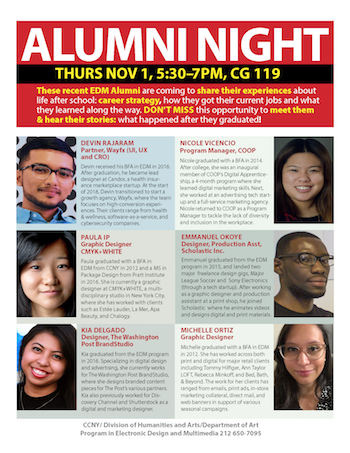 ALUMNI NIGHT
THURS NOV 1, 5:30–7PM, CG 119
These recent EDM Alumni are coming to share their experiences about
life after school: career strategy, how they got their current jobs and what
they learned along the way. DON'T MISS this opportunity to meet them
& hear their stories: what happened after they graduated!
DEVIN RAJARAM
Partner, Wayfx (UI, UX
and CRO)
Devin received his BFA in EDM in 2016.
After graduation, he became lead
designer at Candor, a health insur-
ance marketplace startup. At the start
of 2018, Devin transitioned to start a
growth agency, Wayfx, where the team
focuses on high-conversion experi-
ences. Their clients range from health
& wellness, software-as-a-service, and
cybersecurity companies.
NICOLE VICENCIO
Program Manager, COOP
Nicole graduated with a BFA in 2014.
After college, she was an inaugural
member of COOP's Digital Apprentice-
ship, a 4-month program where she
learned digital marketing skills. Next,
she worked at an advertising tech start-
up and a full-service marketing agency.
Nicole returned to COOP as a Program
Manager to tackle the lack of diversity
and inclusion in the workplace.
PAULA IP
Graphic Designer
CMYK+WHITE
Paula graduated with a BFA in
EDM from CCNY in 2012 and a MS in
Package Design from Pratt Institute
in 2016. She is currently a graphic
designer at CMYK+WHITE, a multi-
disciplinary studio in New York City,
where she has worked with clients
such as Estée Lauder, La Mer, Apa
Beauty, and Chalogy.
EMMANUEL OKOYE
Designer, Production Asst,
Scholastic Inc.
Emmanuel graduated from the EDM
program in 2015, and landed two
major freelance design gigs, Major
League Soccer and Sony Electronics
(through a tech startup). After working
as a graphic designer and production
assistant at a print shop, he joined
Scholastic, where he animates videos
and designs digital and print materials
KIA DELGADO
Designer, The Washington
Post BrandStudio
Kia graduated from the EDM program
in 2016. Specializing in digital design
and advertising, she currently works
for The Washington Post BrandStudio,
where she designs branded content
pieces for The Post's various partners.
Kia also previously worked for Dis-
covery Channel and Shutterstock as a
digital and marketing designer.
MICHELLE ORTIZ
Graphic Designer
Michelle graduated with a BFA in EDM
in 2012. She has worked across both
print and digital for major retail clients
including Tommy Hilfiger, Ann Taylor
LOFT, Rebecca Minkoff, and Bed, Bath,
& Beyond. The work for her clients has
ranged from emails, print ads, in-store
marketing collateral, direct mail, and
web banners in support of various
seasonal campaigns.
CCNY/ Division of Humanities and Arts/Department of Art
Program in Electronic Design and Multimedia 212 650-7095